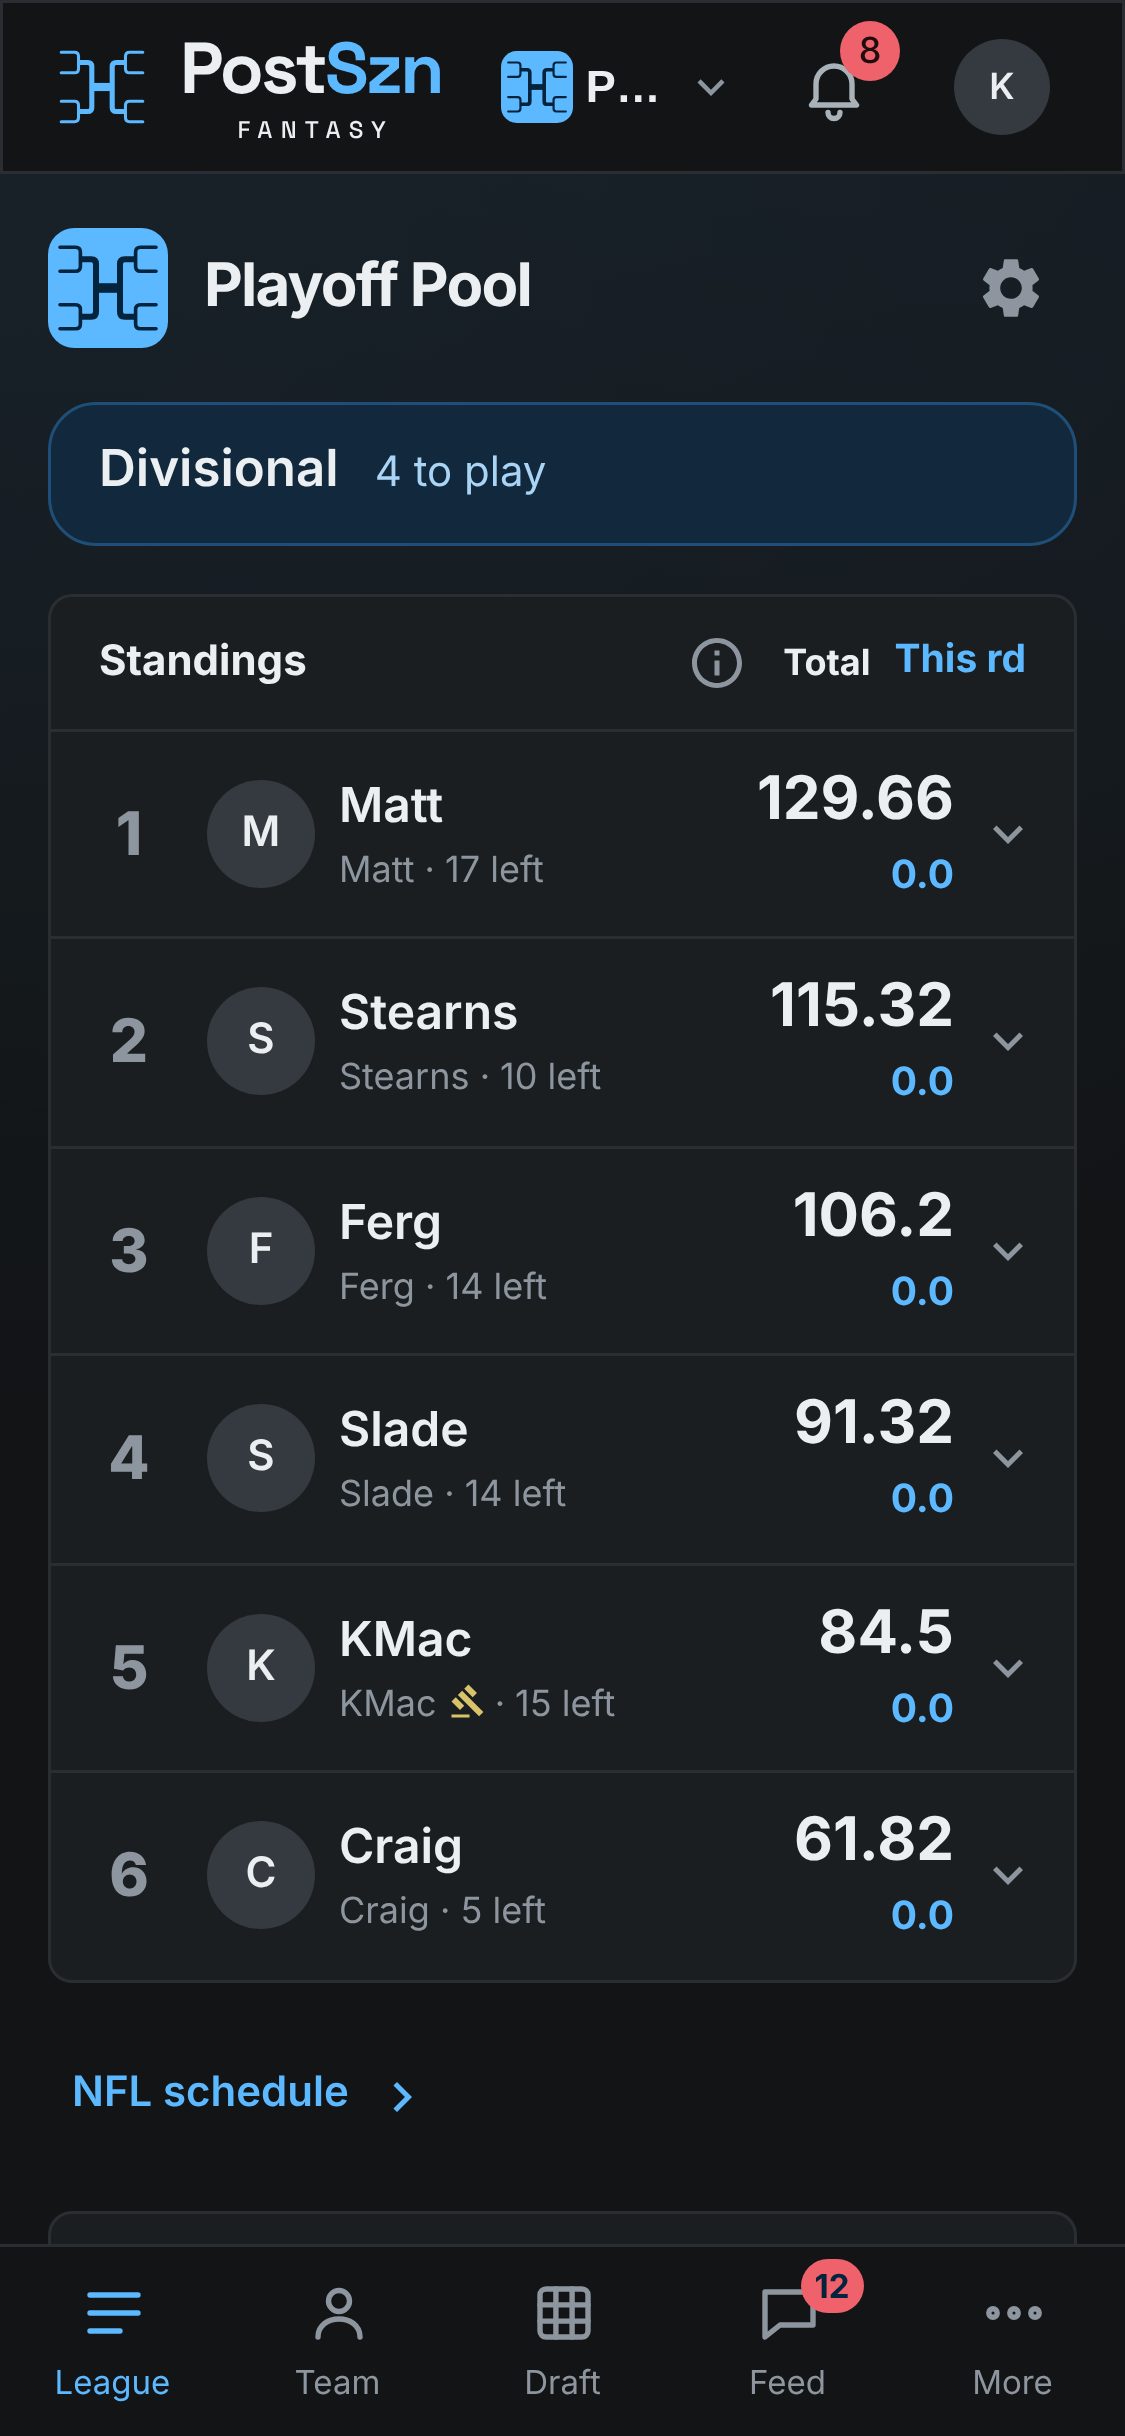 PostSzn
FANTASY
P...
8
K
Playoff Pool
Divisional 4 to play
Standings Total This rd
1 M Matt 129.66
Matt · 17 left 0.0
2 S Stearns 115.32
Stearns · 10 left 0.0
3 F Ferg 106.2
Ferg · 14 left 0.0
4 S Slade 91.32
Slade · 14 left 0.0
5 K KMac 84.5
KMac · 15 left 0.0
6 C Craig 61.82
Craig · 5 left 0.0
NFL schedule
12
League Team Draft Feed More